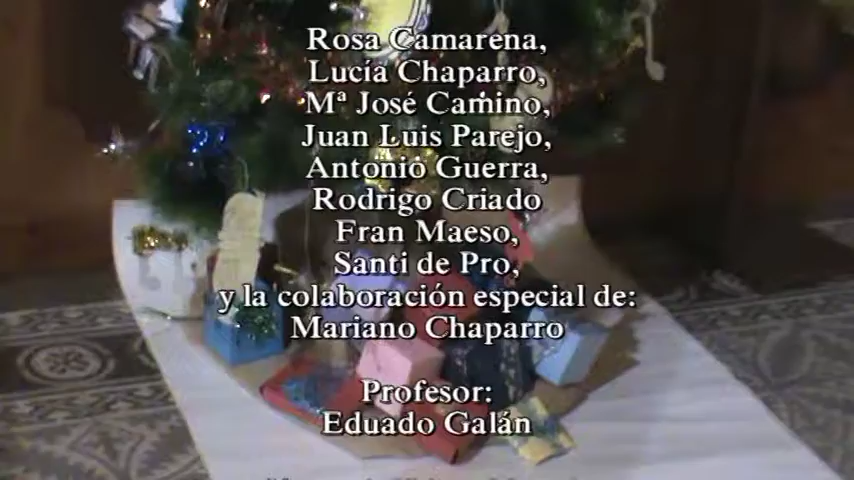 Rosa Camarena,
Lucía Chaparro,
Mª José Camino,
Juan Luis Parejo,
Antonio Guerra,
Rodrigo Criado
Fran Maeso,
Santi de Pro,
y la colaboración especial de:
Mariano Chaparro
Profesor:
Eduado Galán